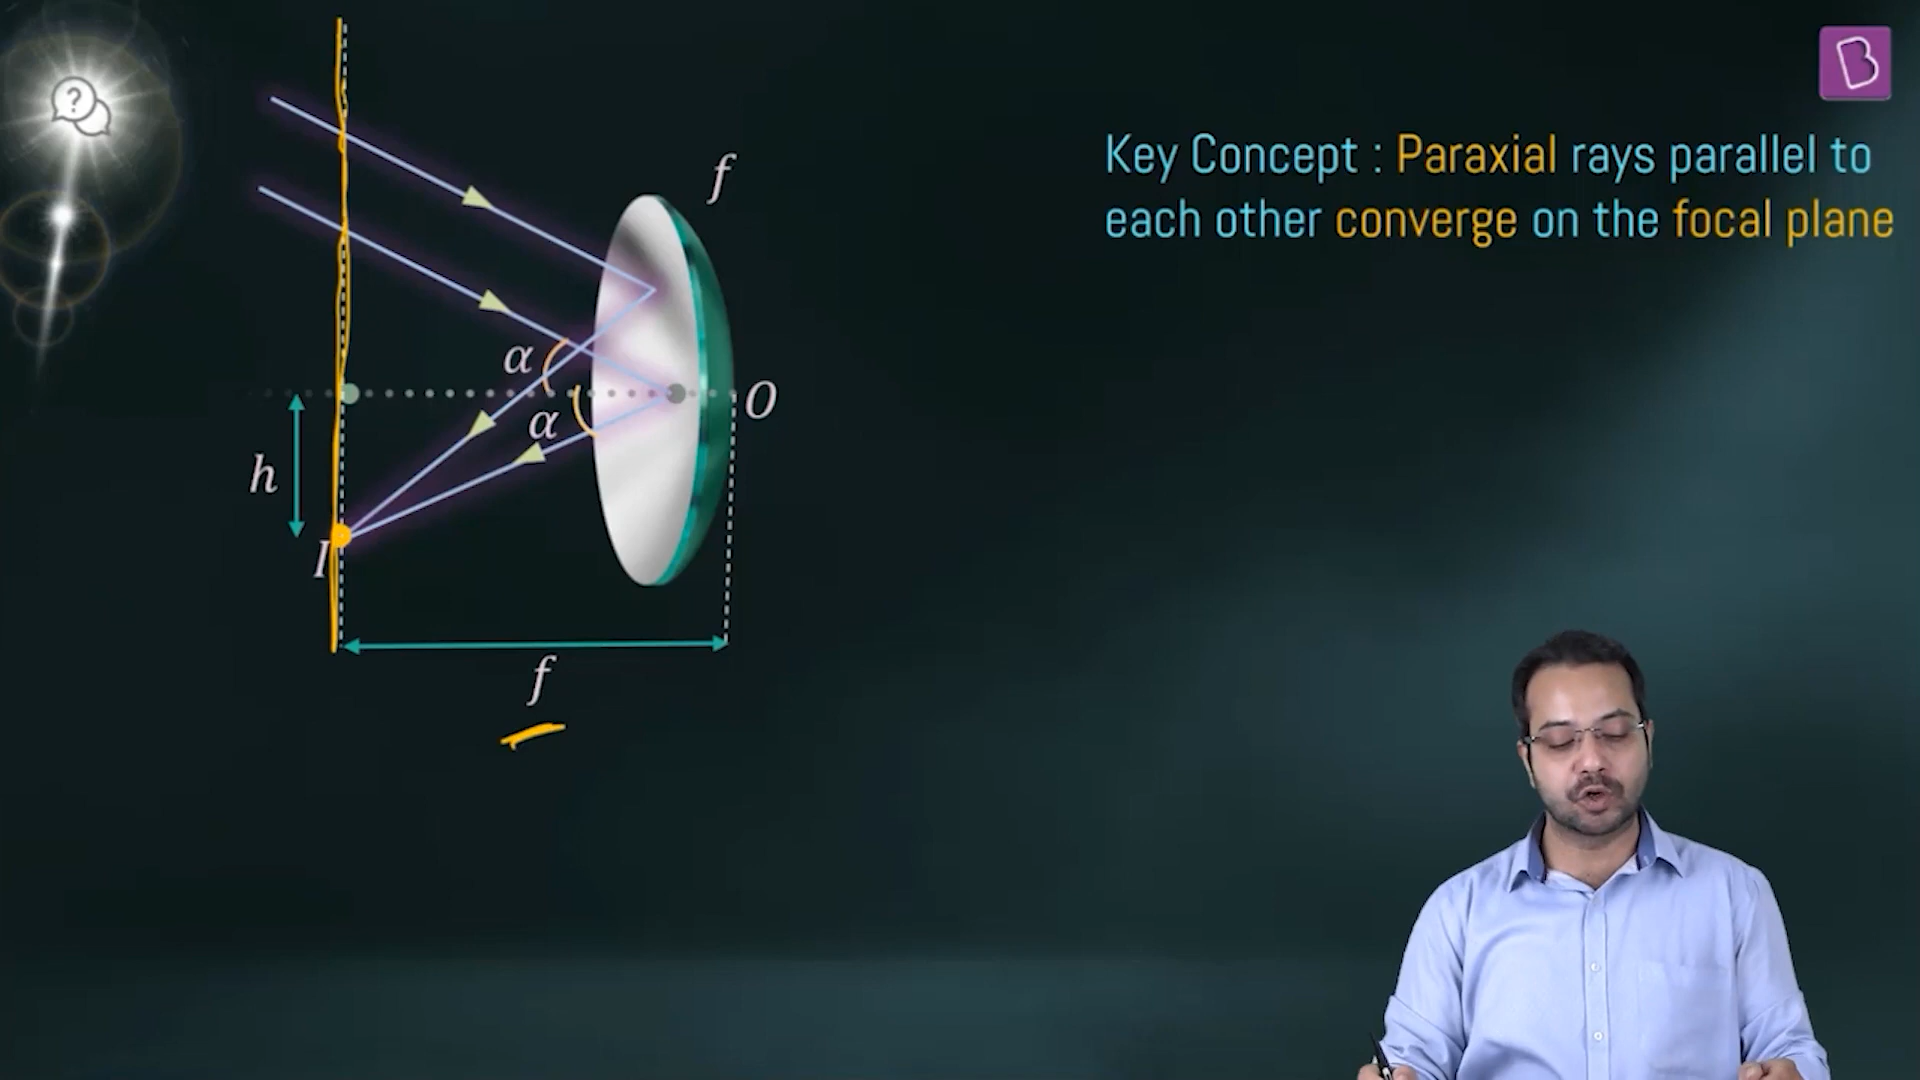 Key Concept : Paraxial rays parallel to
each other converge on the focal plane
?
B
f
α
α
O
h
I
f